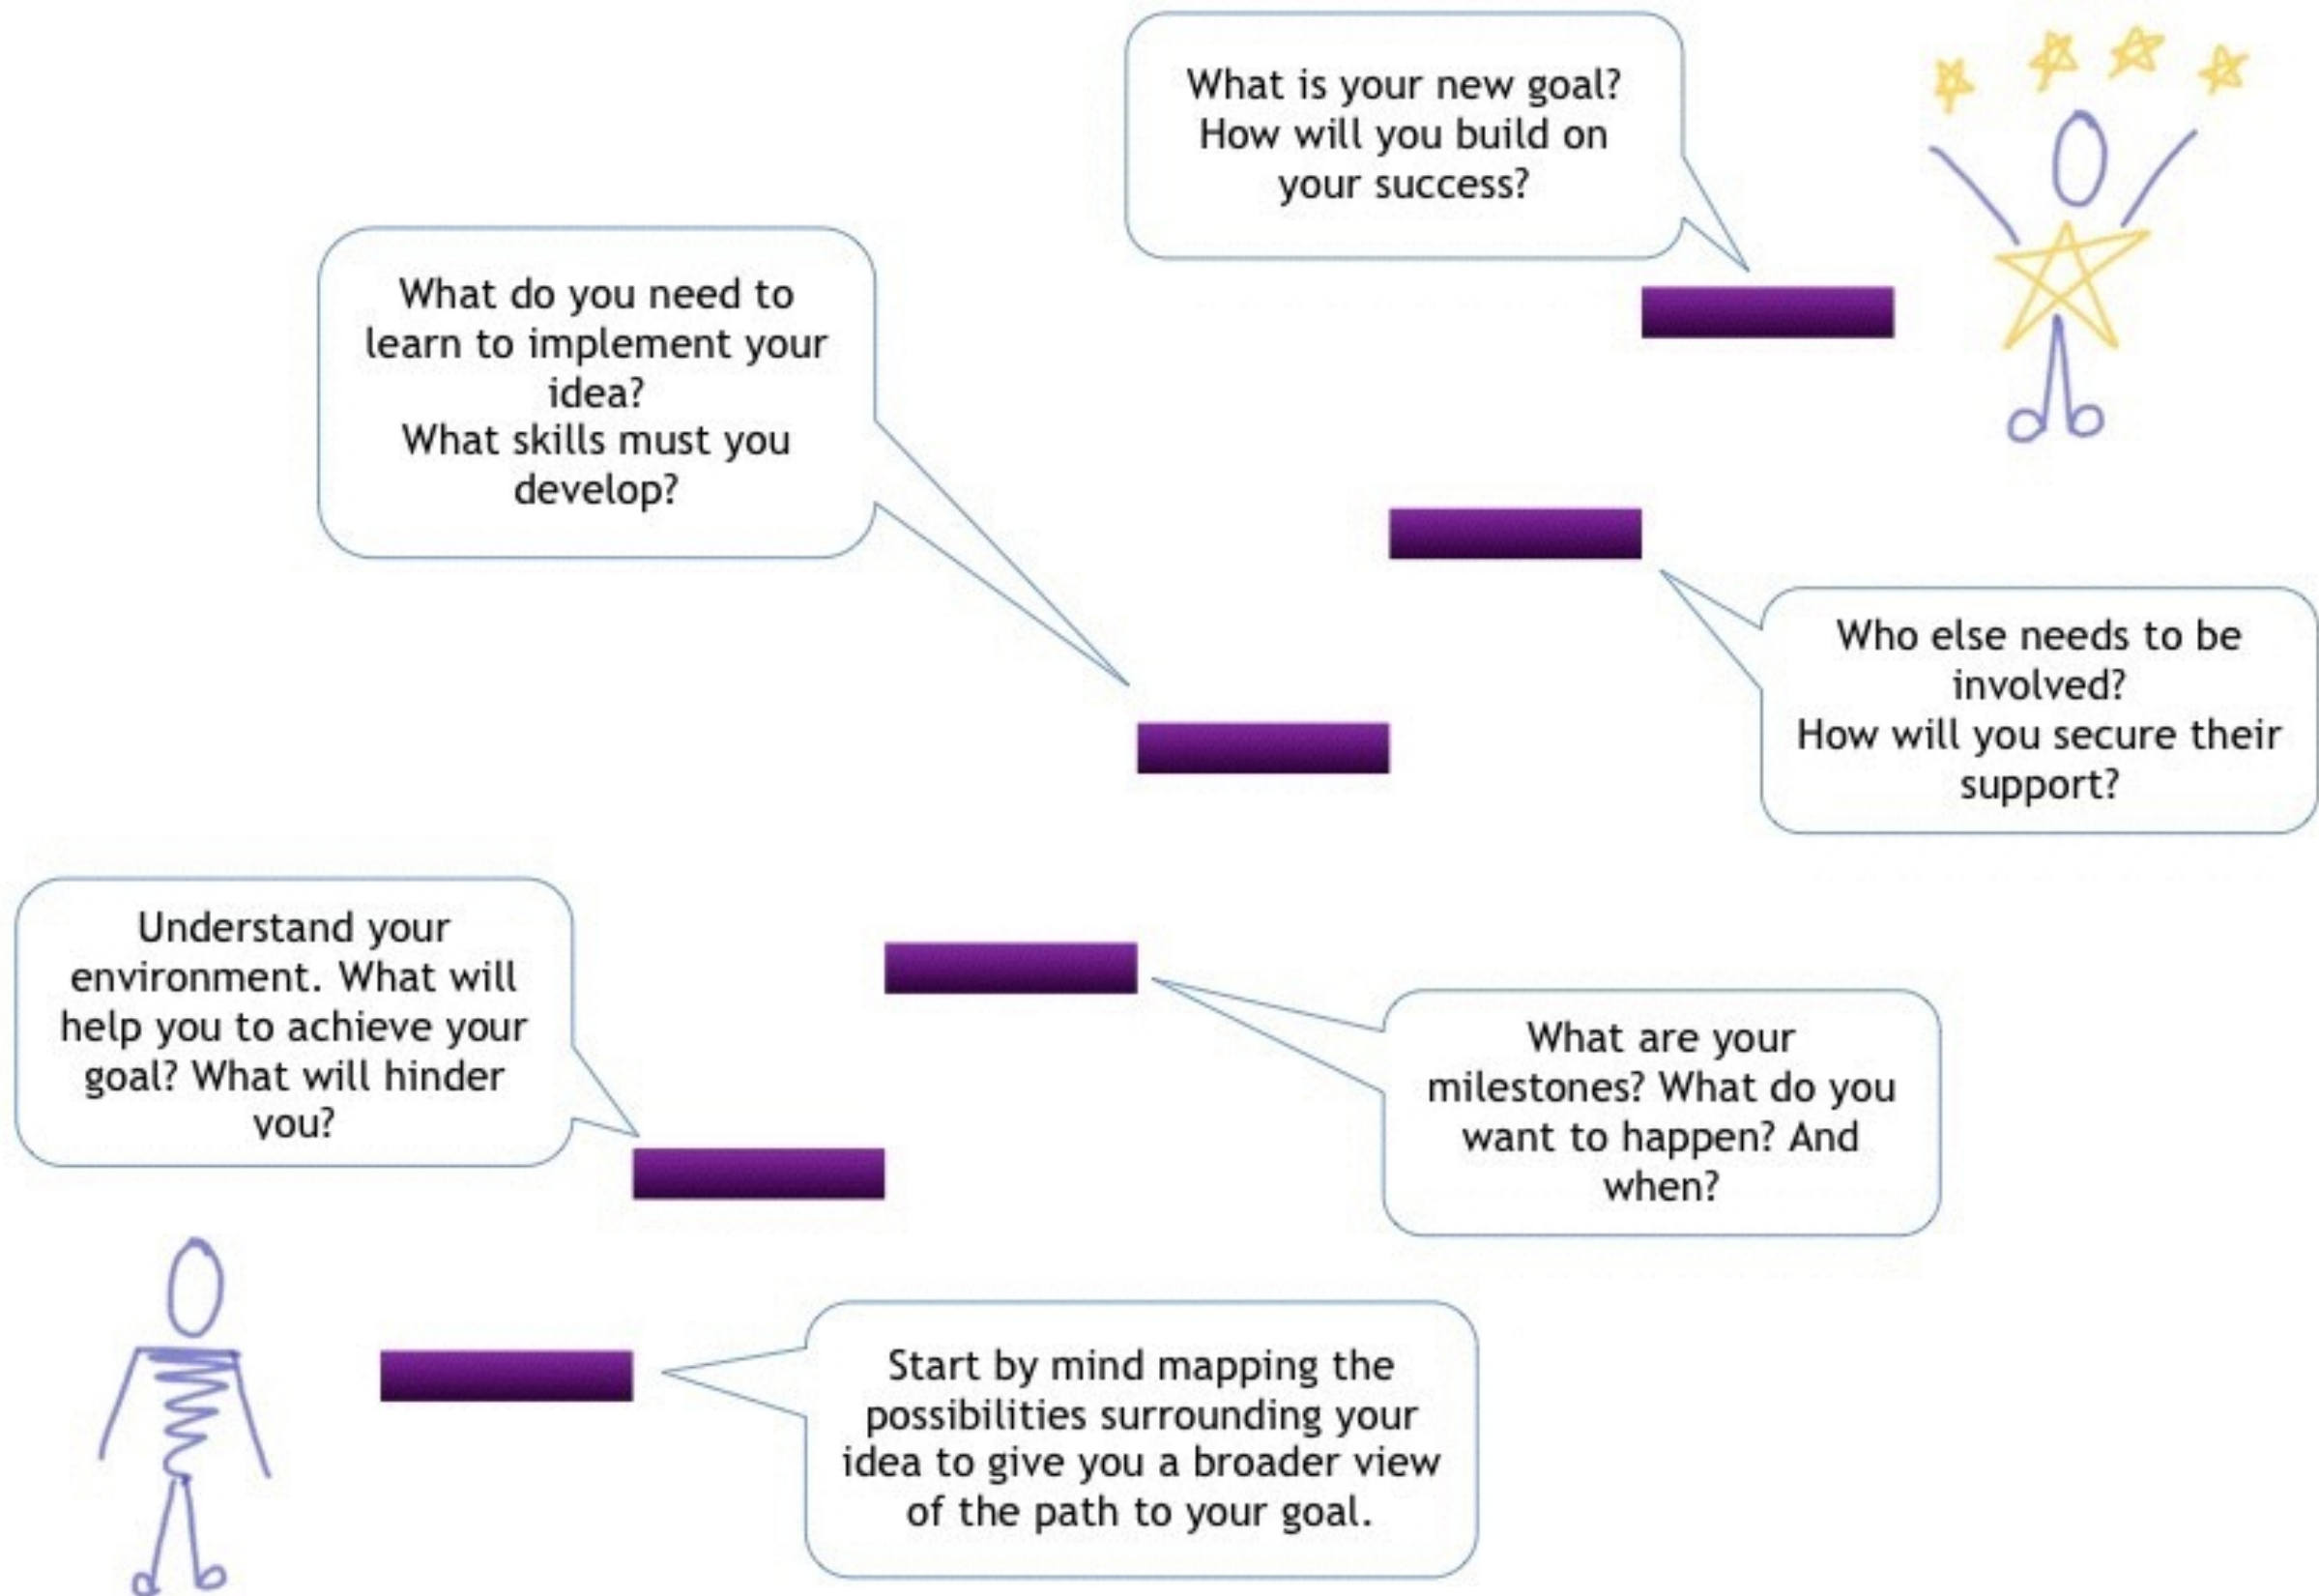 What is your new goal?
How will you build on
your success?
What do you need to
learn to implement your
idea?
What skills must you
develop?
Who else needs to be
involved?
How will you secure their
support?
Understand your
environment. What will
help you to achieve your
goal? What will hinder
you?
What are your
milestones? What do you
want to happen? And
when?
Start by mind mapping the
possibilities surrounding your
idea to give you a broader view
of the path to your goal.